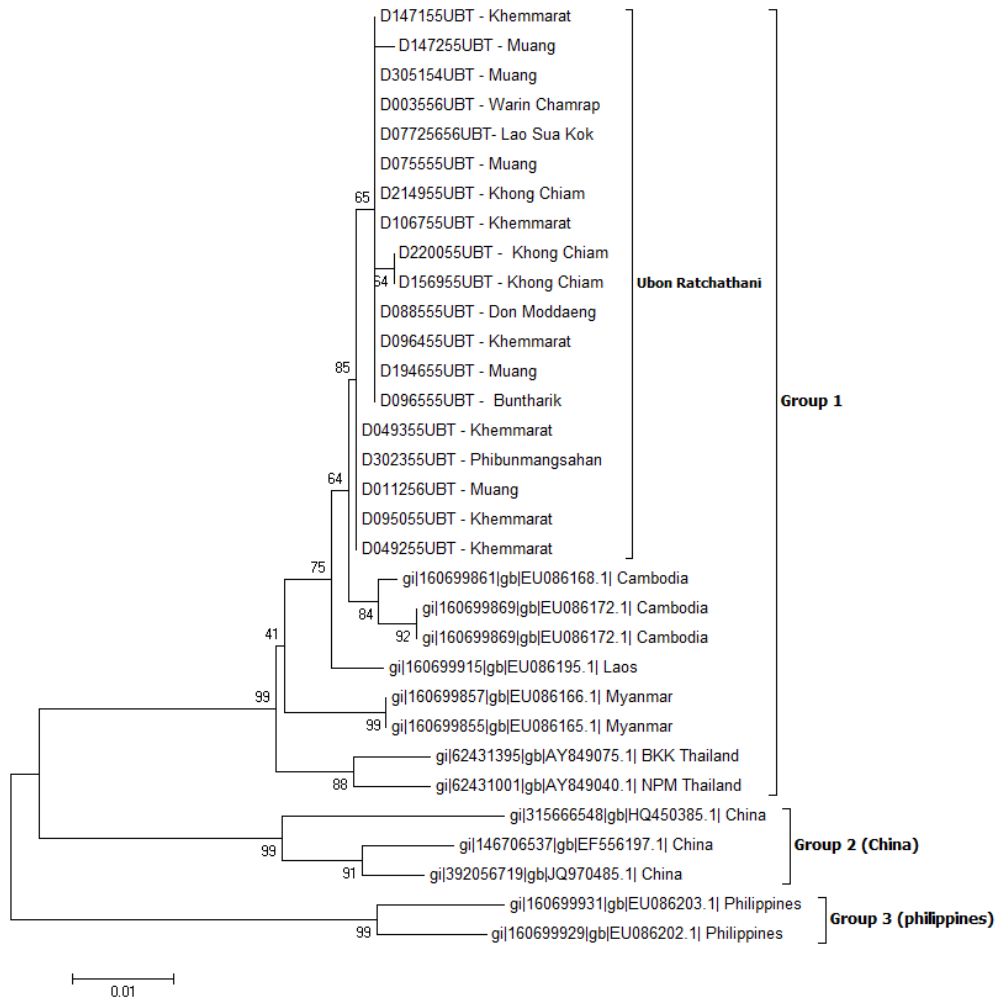 D147155UBT - Khemmarat
D147255UBT - Muang
D305154UBT - Muang
D003556UBT - Warin Chamrap
D07725656UBT- Lao Sua Kok
D075555UBT - Muang
65
D214955UBT - Khong Chiam
D106755UBT - Khemmarat
D220055UBT - Khong Chiam
64
D156955UBT - Khong Chiam
Ubon Ratchathani
D088555UBT - Don Moddaeng
D096455UBT - Khemmarat
85
D194655UBT - Muang
D096555UBT - Buntharik
Group 1
D049355UBT - Khemmarat
D302355UBT - Phibunmangsahan
64
D011256UBT - Muang
D095055UBT - Khemmarat
D049255UBT - Khemmarat
75
gi|160699861|gb|EU086168.1| Cambodia
84
gi|160699869|gb|EU086172.1| Cambodia
92
gi|160699869|gb|EU086172.1| Cambodia
41
gi|160699915|gb|EU086195.1| Laos
99
gi|160699857|gb|EU086166.1| Myanmar
99
gi|160699855|gb|EU086165.1| Myanmar
gi|62431395|gb|AY849075.1| BKK Thailand
88
gi|62431001|gb|AY849040.1| NPM Thailand
gi|315666548|gb|HQ450385.1| China
99
gi|146706537|gb|EF556197.1| China
Group 2 (China)
91
gi|392056719|gb|JQ970485.1| China
gi|160699931|gb|EU086203.1| Philippines
Group 3 (philippines)
99
gi|160699929|gb|EU086202.1| Philippines
0.01